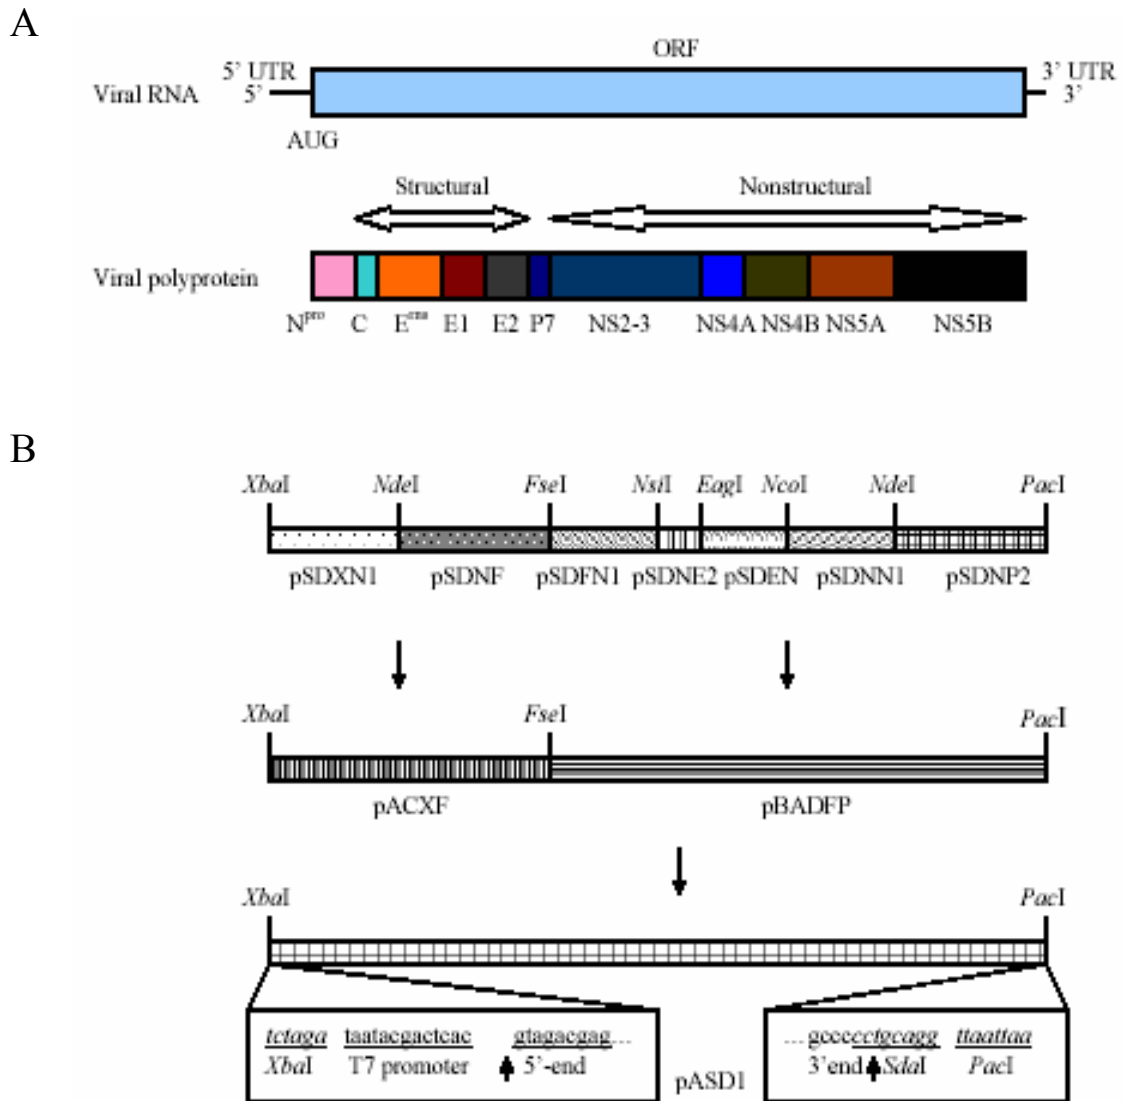 A
ORF
5’ UTR 3’ UTR
Viral RNA 5’ 3’
AUG
Structural Nonstructural
Viral polyprotein
Npro C Erns E1 E2 P7 NS2-3 NS4A NS4B NS5A NS5B
B
XbaI NdeI FseI NsiI EagI NcoI NdeI PacI
pSDXN1 pSDNF pSDFN1 pSDNE2 pSDEN pSDNN1 pSDNP2
XbaI FseI PacI
pACXF pBADFP
XbaI PacI
tctaga taatacgactcac gtagacgag... ...gccccctgcagg ttaattaa
XbaI T7 promoter 5’-end 3’end SdaI PacI
pASD1